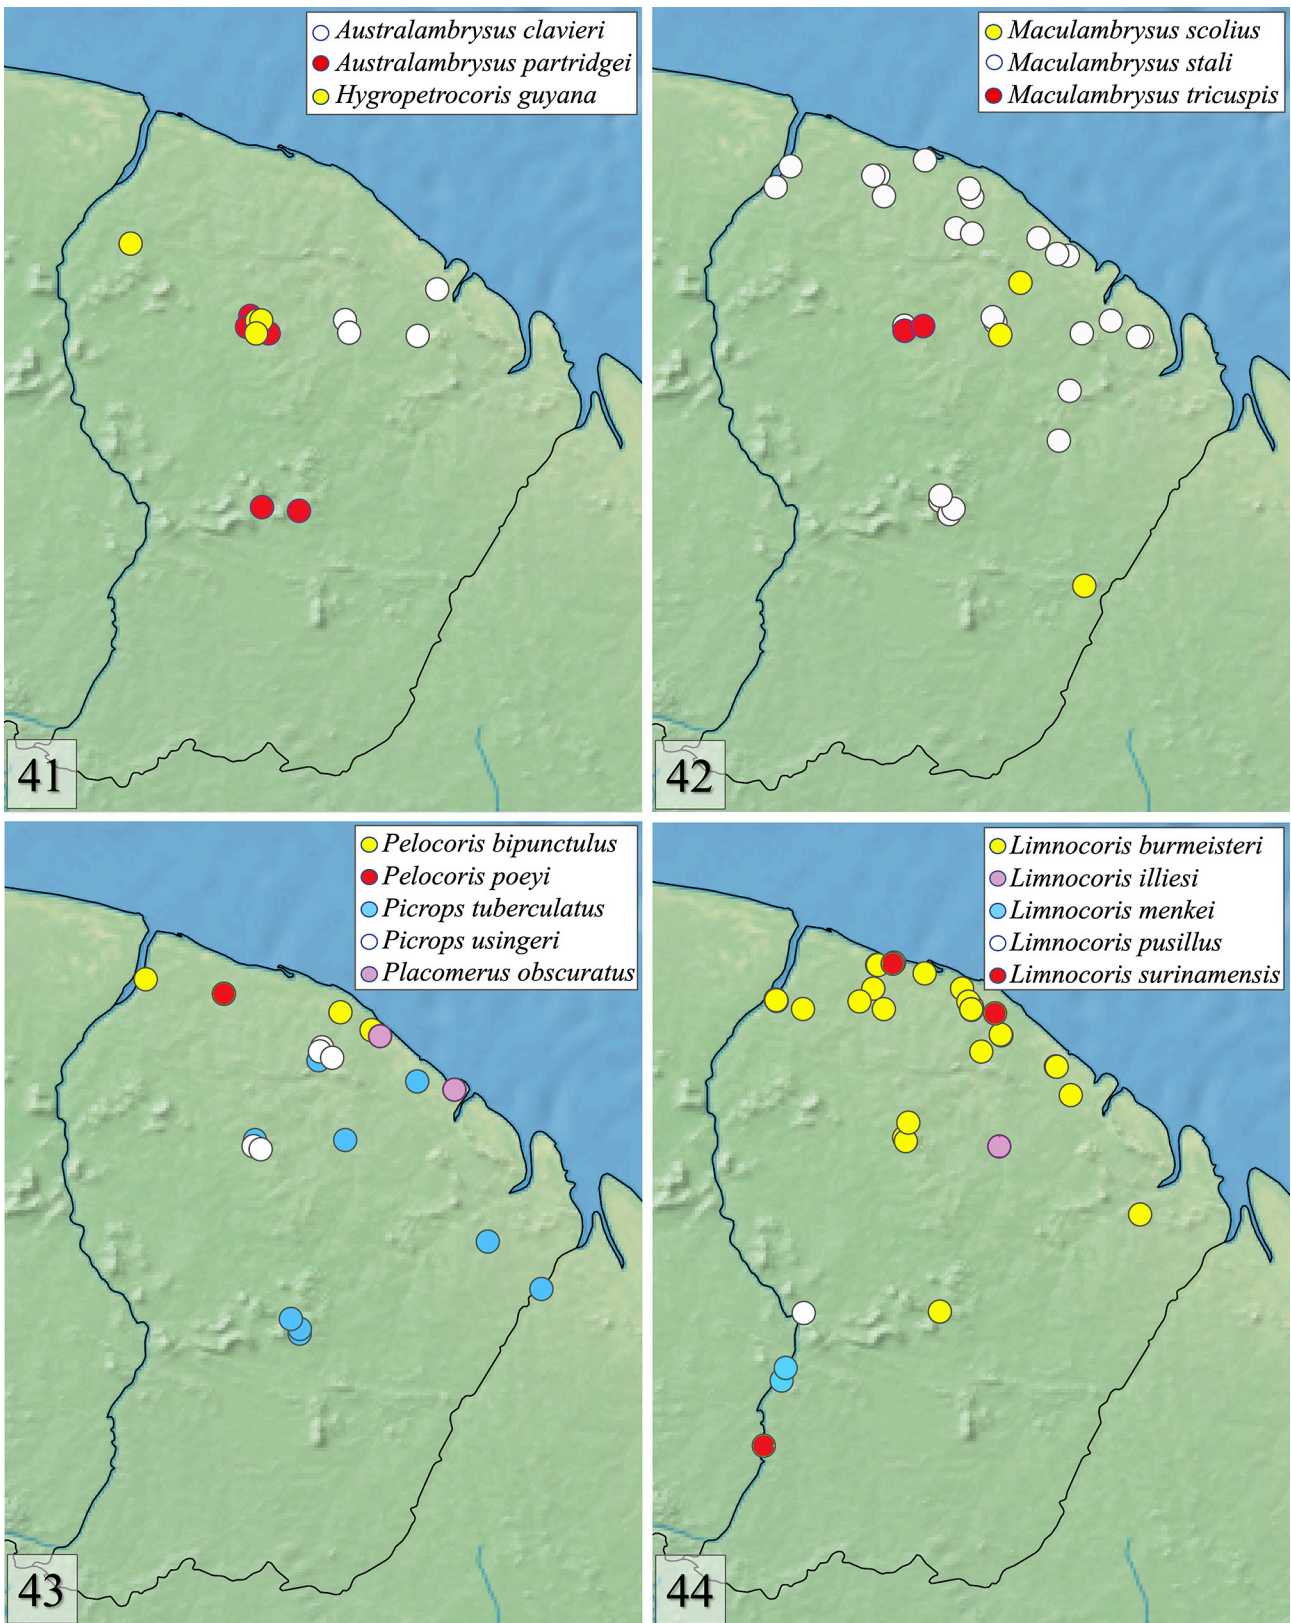 Australambrysus clavieri
Australambrysus partridgei
Hygropetrocoris guyana
41
Maculambrysus scolius
Maculambrysus stali
Maculambrysus tricuspis
42
Pelocoris bipunctulus
Pelocoris poeyi
Picrops tuberculatus
Picrops usingeri
Placomerus obscuratus
43
Limnocoris burmeisteri
Limnocoris illiesi
Limnocoris menkei
Limnocoris pusillus
Limnocoris surinamensis
44